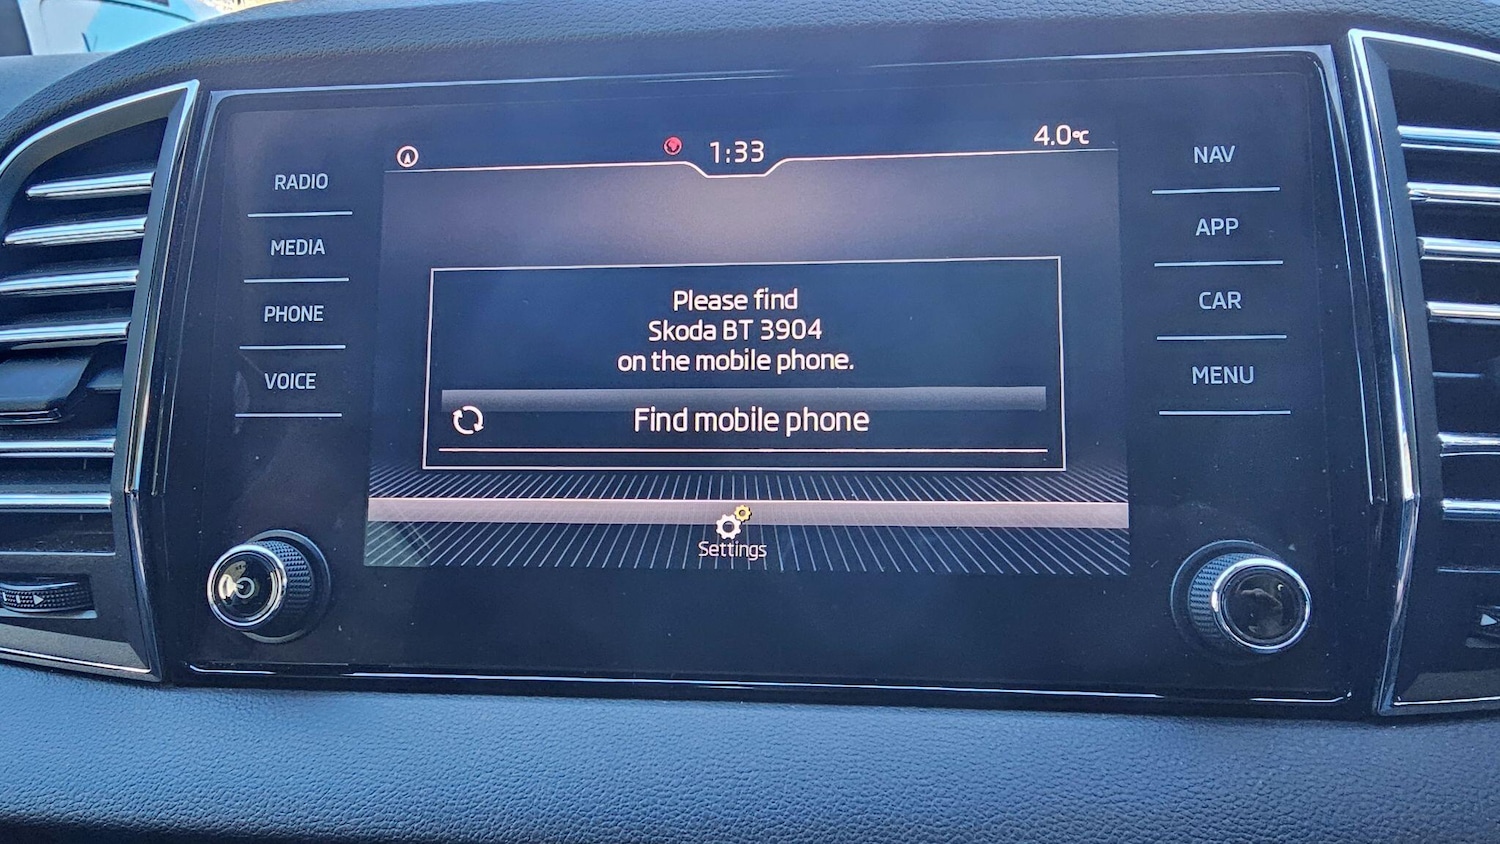 1:33
4.0°C
RADIO
MEDIA
PHONE
VOICE
Please find
Skoda BT 3904
on the mobile phone.
Find mobile phone
Settings
NAV
APP
CAR
MENU